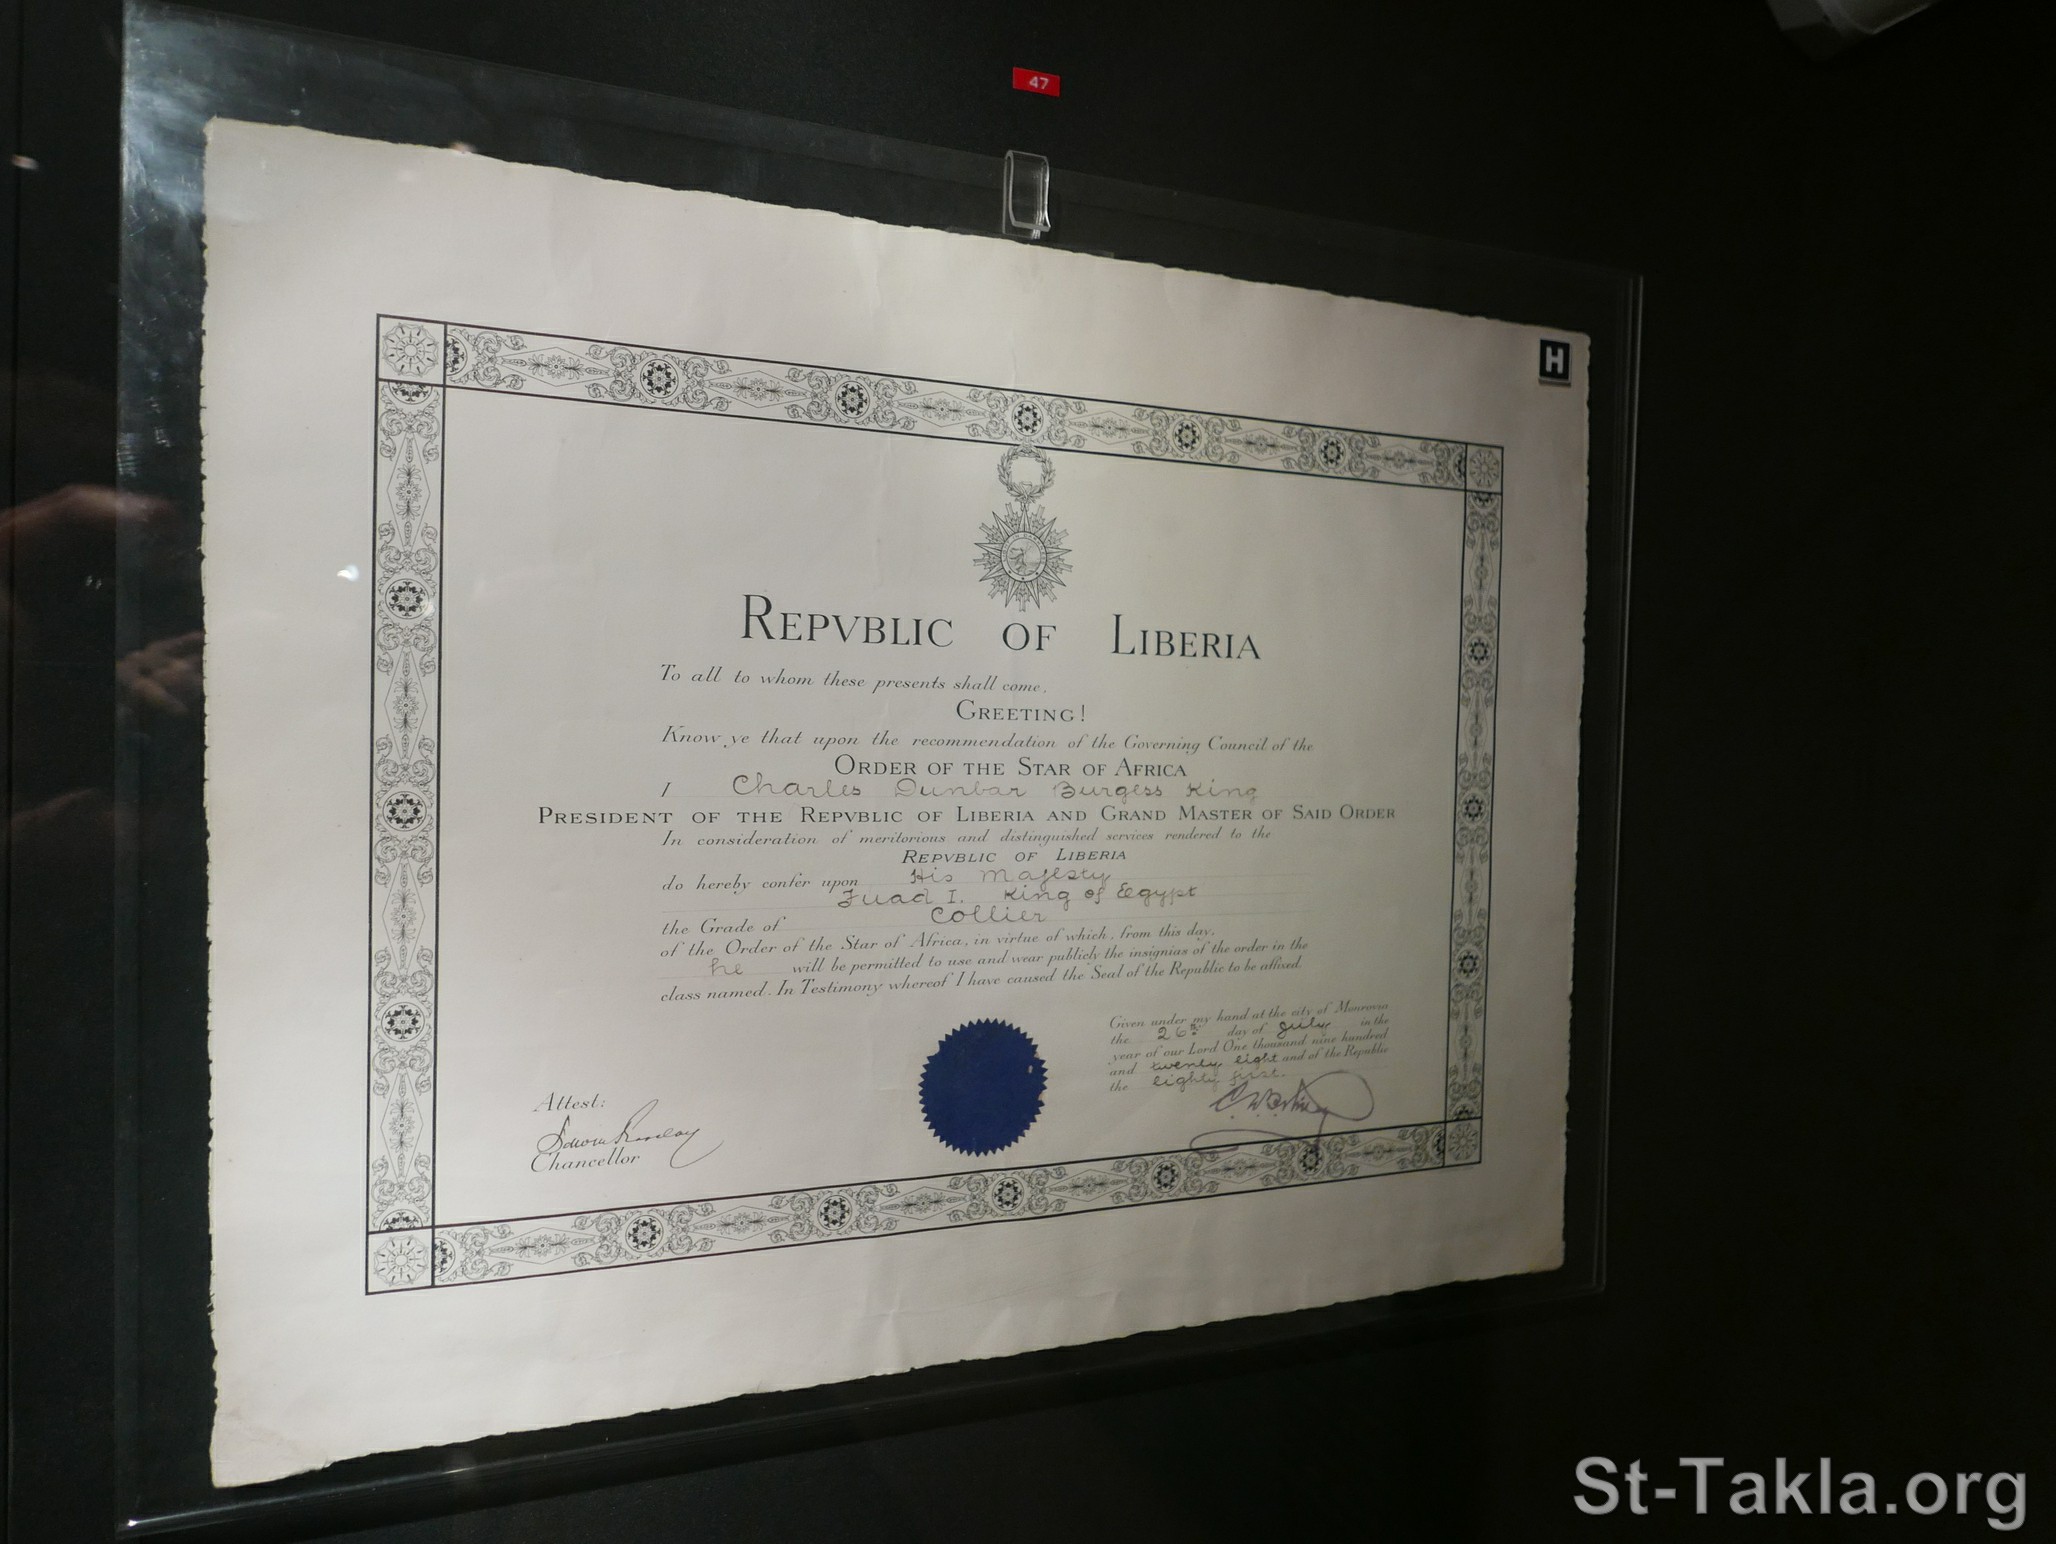 47
H
REPVBLIC OF LIBERIA
To all to whom these presents shall come,
GREETING!
Know ye that upon the recommendation of the Governing Council of the
ORDER OF THE STAR OF AFRICA
I Charles Dunbar Burgess King
PRESIDENT OF THE REPVBLIC OF LIBERIA AND GRAND MASTER OF SAID ORDER
In consideration of meritorious and distinguished services rendered to the
REPVBLIC OF LIBERIA
do hereby confer upon His Majesty
Fuad I. King of Egypt
the Grade of Collier
of the Order of the Star of Africa, in virtue of which, from this day,
he will be permitted to use and wear publicly the insignias of the order in the
class named. In Testimony whereof I have caused the Seal of the Republic to be affixed.
Given under my hand at the city of Monrovia
the 26th day of July in the
year of our Lord One thousand nine hundred
and twenty eight and of the Republic
the eighty first.
Attest:
Chancellor
St-Takla.org